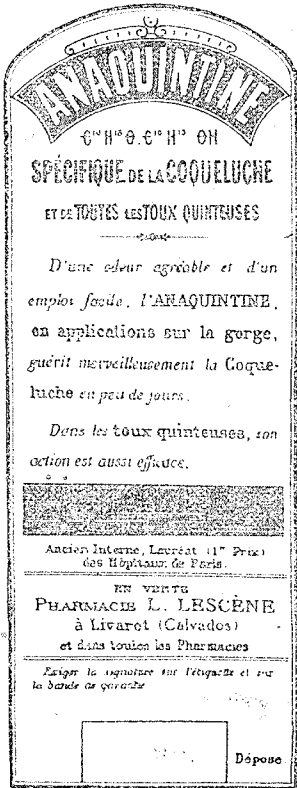 ANAQUINTINE
SPÉCIFIQUE DE LA COQUELUCHE
ET DE TOUTES LES TOUX QUINTEUSES
D'une odeur agréable et d'un
emploi facile, l'ANAQUINTINE,
en applications sur la gorge,
guérit merveilleusement la Coque-
luche en peu de jours.
Dans les toux quinteuses, son
action est aussi efficace.
Ancien Interne, Lauréat (1er Prix)
des Hôpitaux de Paris.
EN VENTE
PHARMACIE L. LESCÈNE
à Livarot (Calvados)
et dans toutes les Pharmacies
Exiger la signature sur l'étiquette et sur
la bande de garantie
Déposé